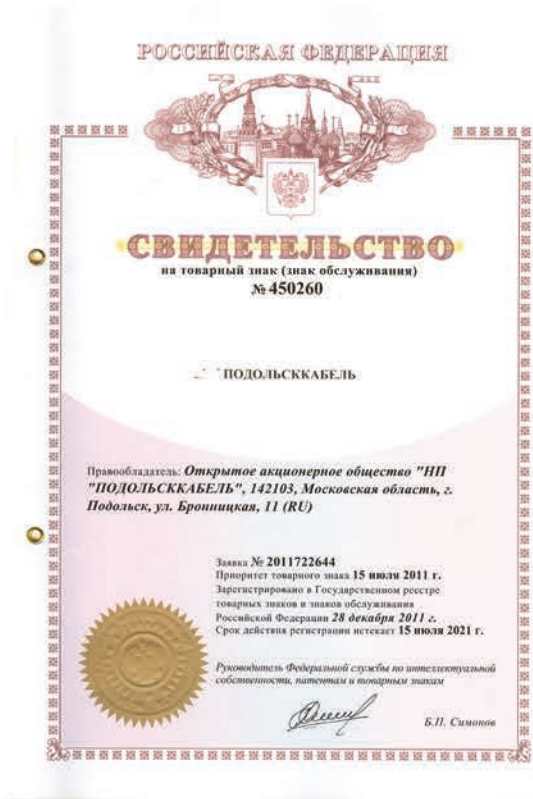 РОССИЙСКАЯ ФЕДЕРАЦИЯ
СВИДЕТЕЛЬСТВО
на товарный знак (знак обслуживания)
№ 450260
ПОДОЛЬСККАБЕЛЬ
Правообладатель: Открытое акционерное общество "НП
"ПОДОЛЬСККАБЕЛЬ", 142103, Московская область, г.
Подольск, ул. Бронницкая, 11 (RU)
Заявка № 2011722644
Приоритет товарного знака 15 июля 2011 г.
Зарегистрировано в Государственном реестре
товарных знаков и знаков обслуживания
Российской Федерации 28 декабря 2011 г.
Срок действия регистрации истекает 15 июля 2021 г.
Руководитель Федеральной службы по интеллектуальной
собственности, патентам и товарным знакам
Б.П. Симонов